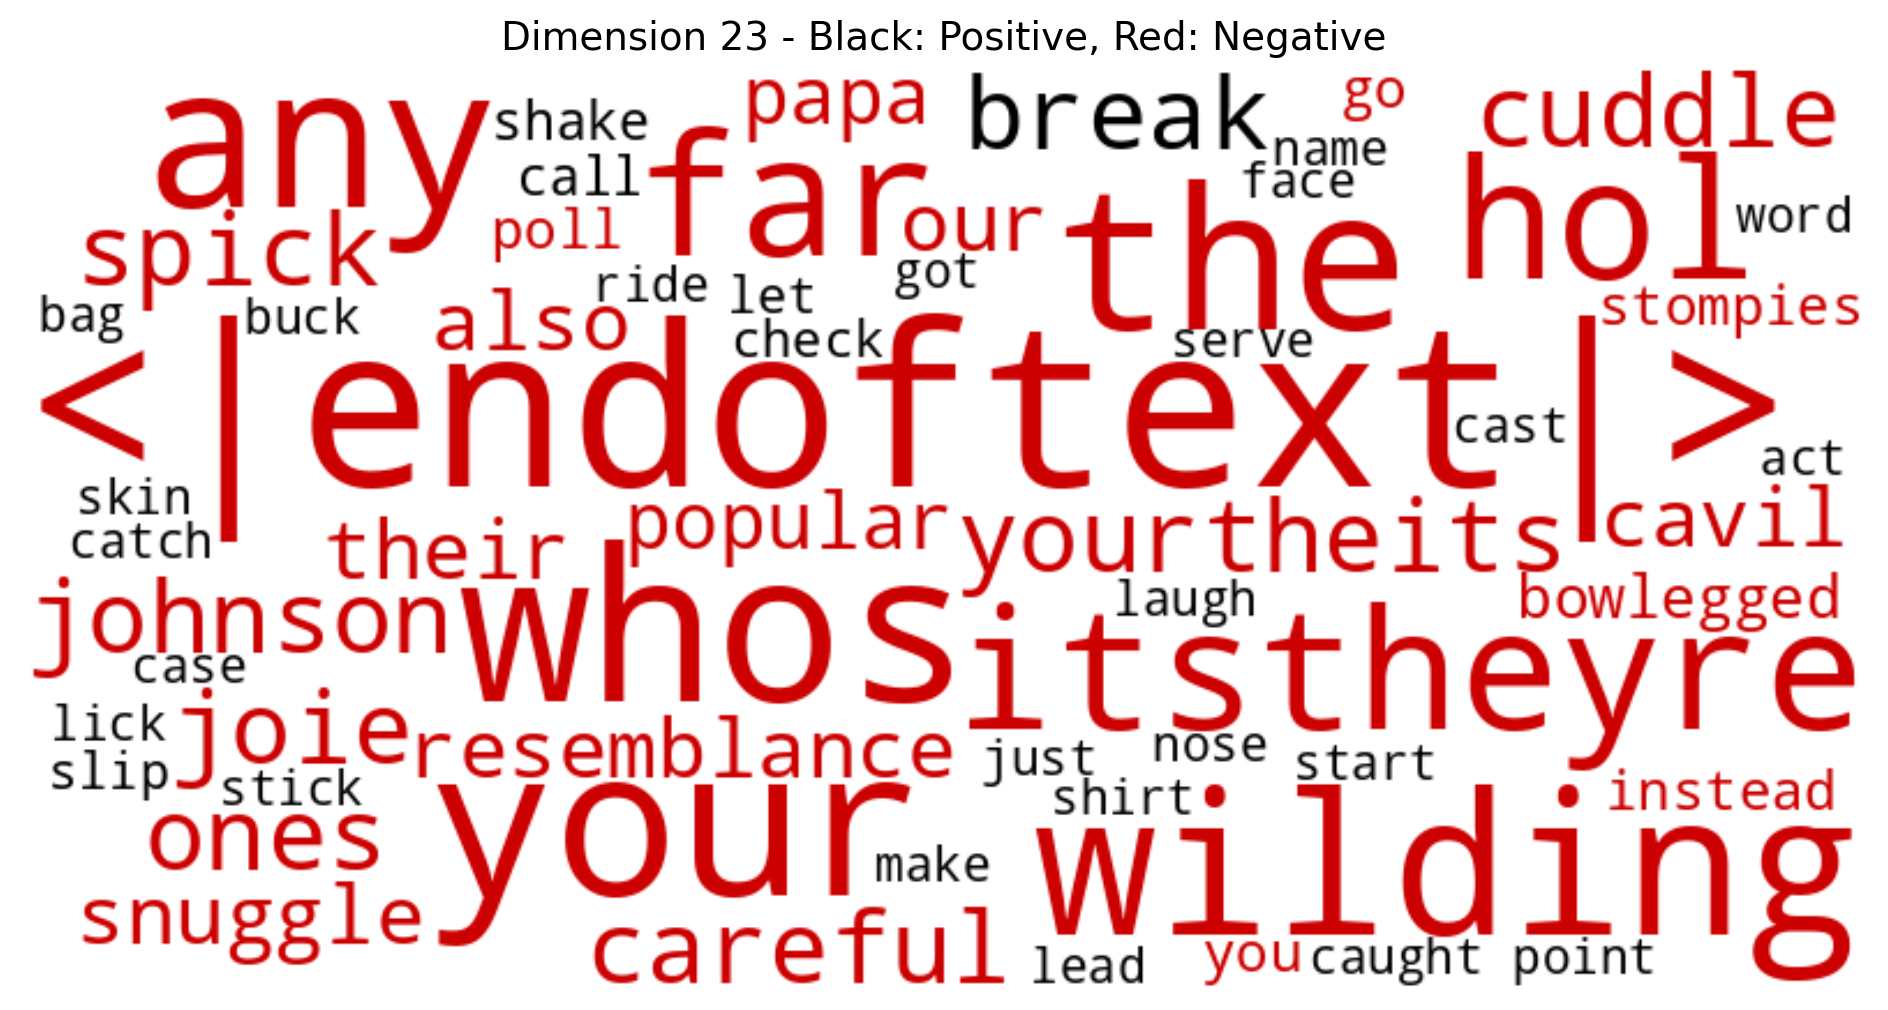 Dimension 23 - Black: Positive, Red: Negative
any shake papa break go cuddle
call far name face the hol
spick poll our word
bag buck also ride let got check serve stompies
<|endoftext|> cast act
skin catch their popular your theits cavil
johnson whos laugh bowlegged
case itstheyre
lick joie resemblance just nose start
slip stick your shirt instead
ones make wilding
snuggle careful lead you caught point